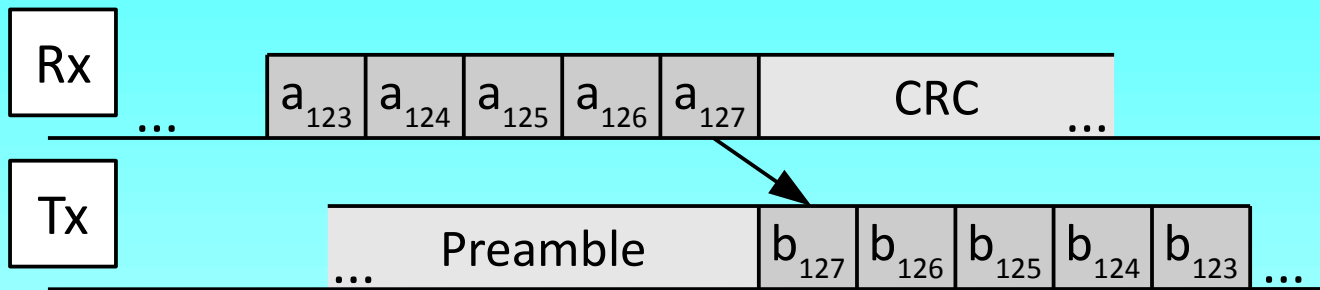 Rx
... a123 a124 a125 a126 a127 CRC ...
Tx
... Preamble b127 b126 b125 b124 b123 ...